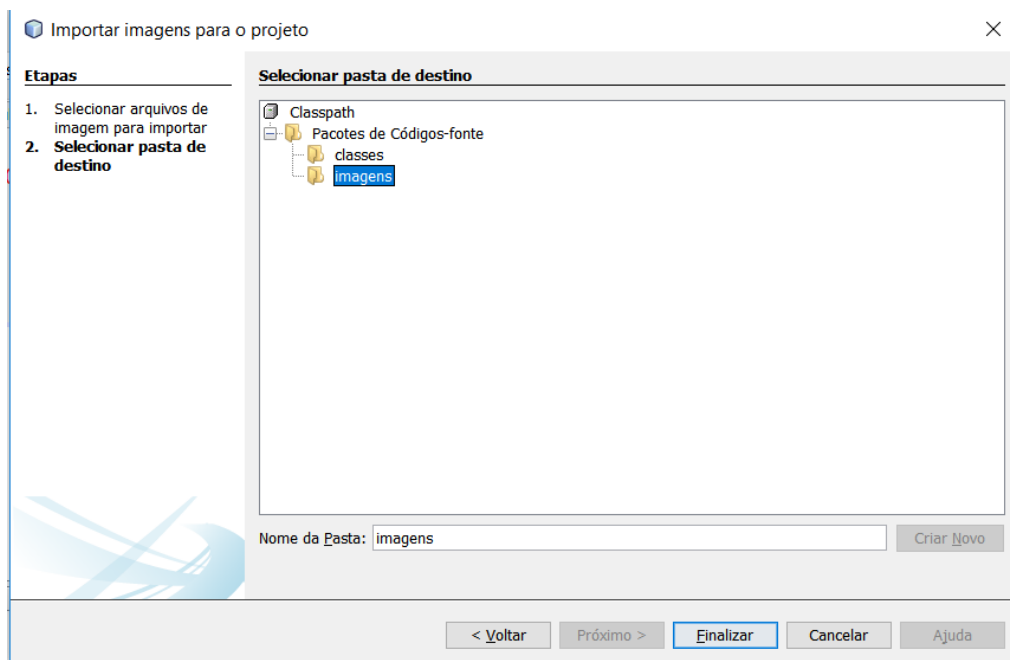 Importar imagens para o projeto
Etapas
1. Selecionar arquivos de
imagem para importar
2. Selecionar pasta de
destino
Selecionar pasta de destino
Classpath
Pacotes de Códigos-fonte
classes
imagens
Nome da Pasta: imagens
Criar Novo
< Voltar
Próximo >
Finalizar
Cancelar
Ajuda